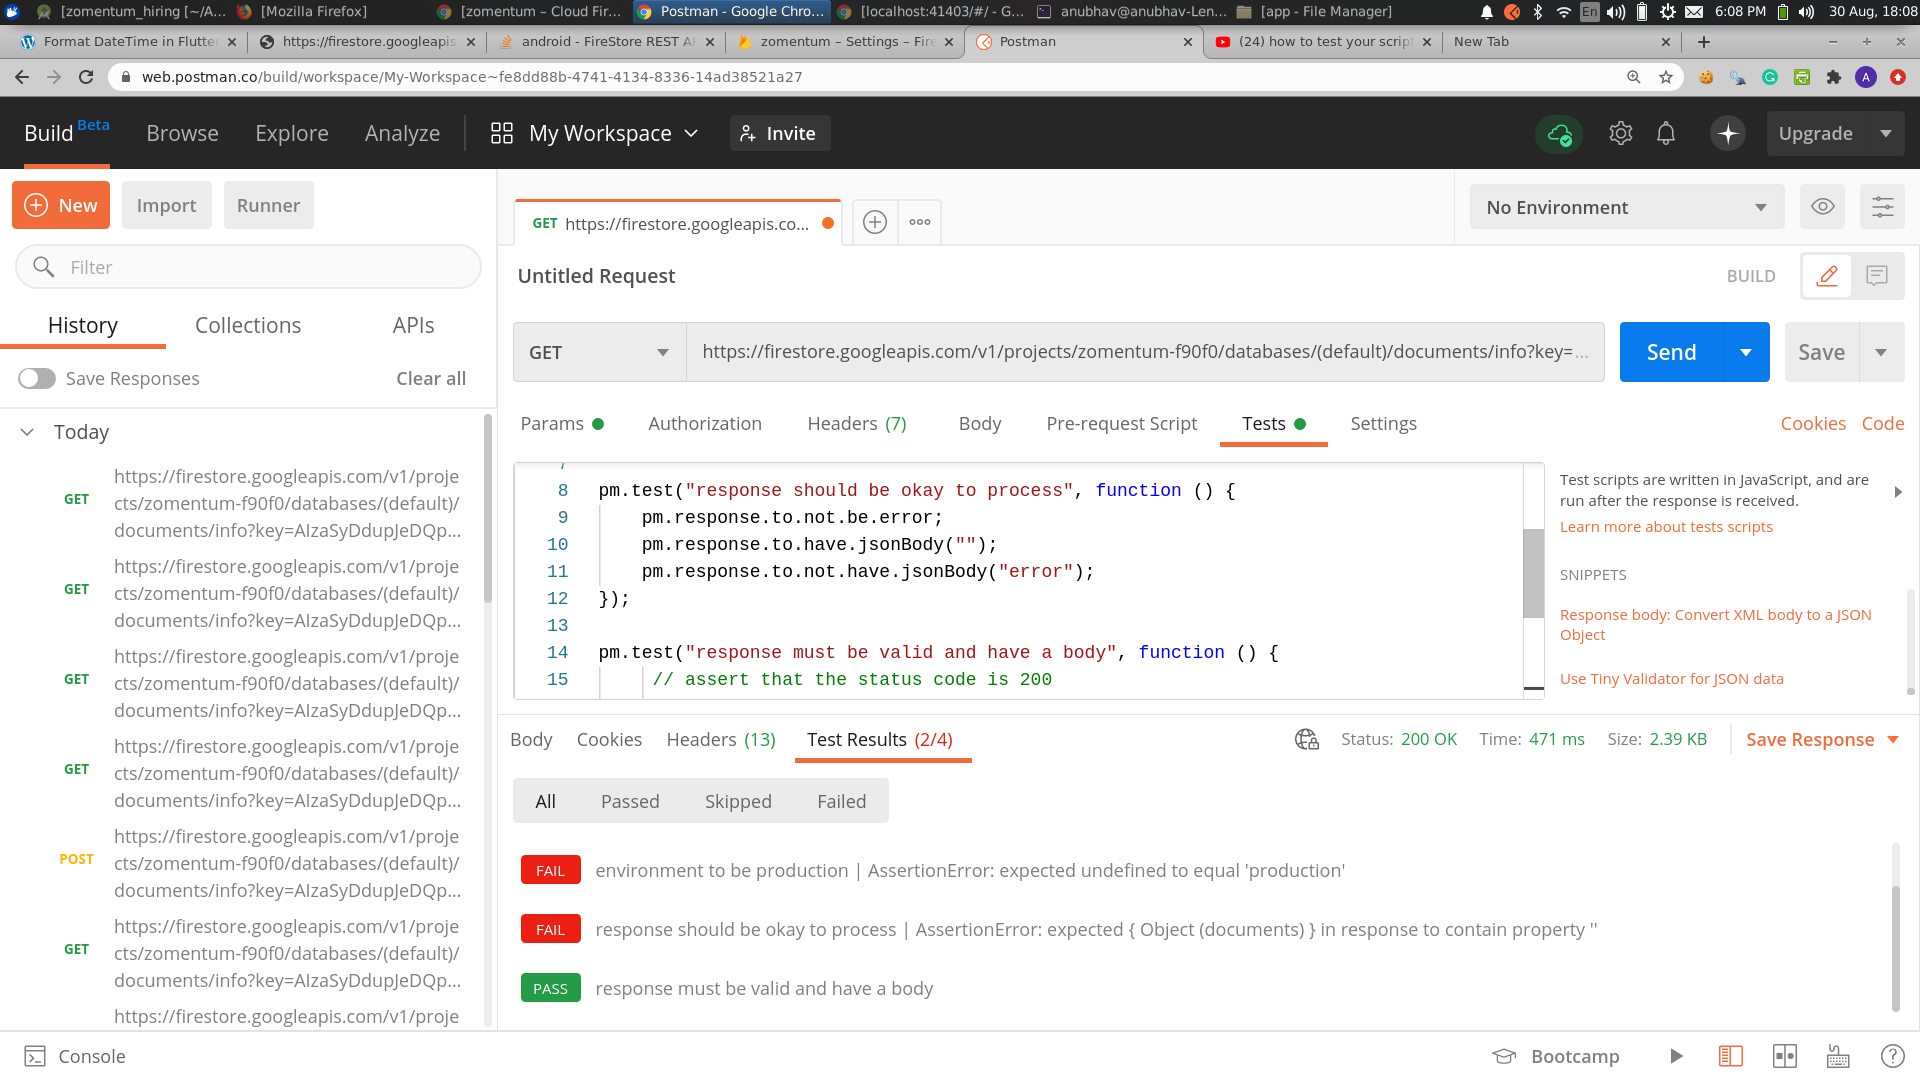 [zomentum_hiring [~/A... [Mozilla Firefox] [zomentum – Cloud Fir... Postman - Google Chro... [localhost:41403/#/ - G... anubhav@anubhav-Len... [app - File Manager] En 6:08 PM 30 Aug, 18:08
Format DateTime in Flutte https://firestore.googleapis android - FireStore REST A zomentum – Settings – Fire Postman (24) how to test your script New Tab
web.postman.co/build/workspace/My-Workspace~fe8dd88b-4741-4134-8336-14ad38521a27
A
Build Beta Browse Explore Analyze My Workspace Invite Upgrade
New Import Runner
GET https://firestore.googleapis.co...
No Environment
Filter
Untitled Request
BUILD
History Collections APIs
GET https://firestore.googleapis.com/v1/projects/zomentum-f90f0/databases/(default)/documents/info?key=... Send Save
Save Responses Clear all
Params Authorization Headers (7) Body Pre-request Script Tests Settings Cookies Code
Today
https://firestore.googleapis.com/v1/proje
GET cts/zomentum-f90f0/databases/(default)/
documents/info?key=AIzaSyDdupJeDQp...
https://firestore.googleapis.com/v1/proje
GET cts/zomentum-f90f0/databases/(default)/
documents/info?key=AIzaSyDdupJeDQp...
https://firestore.googleapis.com/v1/proje
GET cts/zomentum-f90f0/databases/(default)/
documents/info?key=AIzaSyDdupJeDQp...
https://firestore.googleapis.com/v1/proje
GET cts/zomentum-f90f0/databases/(default)/
documents/info?key=AIzaSyDdupJeDQp...
https://firestore.googleapis.com/v1/proje
POST cts/zomentum-f90f0/databases/(default)/
documents/info?key=AIzaSyDdupJeDQp...
https://firestore.googleapis.com/v1/proje
GET cts/zomentum-f90f0/databases/(default)/
documents/info?key=AIzaSyDdupJeDQp...
https://firestore.googleapis.com/v1/proje
7
8 pm.test("response should be okay to process", function () {
9 pm.response.to.not.be.error;
10 pm.response.to.have.jsonBody("");
11 pm.response.to.not.have.jsonBody("error");
12 });
13
14 pm.test("response must be valid and have a body", function () {
15 // assert that the status code is 200
Test scripts are written in JavaScript, and are
run after the response is received.
Learn more about tests scripts
SNIPPETS
Response body: Convert XML body to a JSON
Object
Use Tiny Validator for JSON data
Body Cookies Headers (13) Test Results (2/4) Status: 200 OK Time: 471 ms Size: 2.39 KB Save Response
All Passed Skipped Failed
FAIL environment to be production | AssertionError: expected undefined to equal 'production'
FAIL response should be okay to process | AssertionError: expected { Object (documents) } in response to contain property ''
PASS response must be valid and have a body
Console Bootcamp